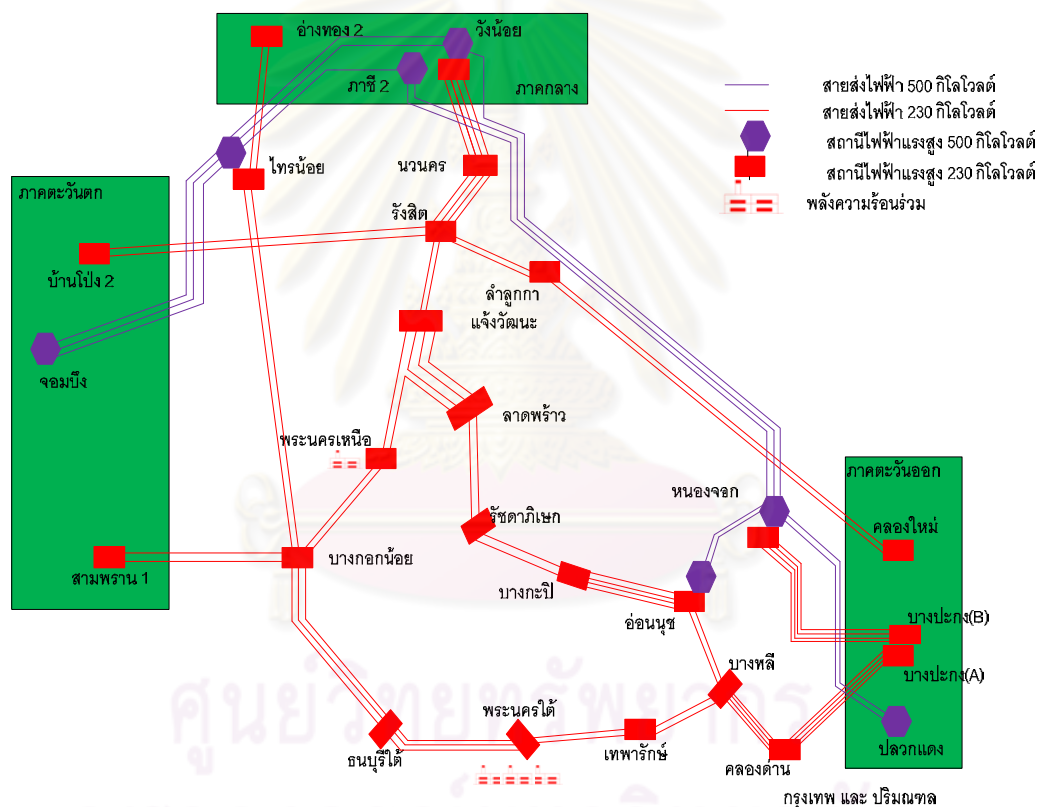 อ่างทอง 2
วังน้อย
ภาชี 2
ภาคกลาง
สายส่งไฟฟ้า 500 กิโลโวลต์
สายส่งไฟฟ้า 230 กิโลโวลต์
สถานีไฟฟ้าแรงสูง 500 กิโลโวลต์
สถานีไฟฟ้าแรงสูง 230 กิโลโวลต์
พลังความร้อนร่วม
ไทรน้อย
นวนคร
ภาคตะวันตก
รังสิต
บ้านโป่ง 2
ลำลูกกา
แจ้งวัฒนะ
จอมบึง
ลาดพร้าว
พระนครเหนือ
ภาคตะวันออก
หนองจอก
รัชดาภิเษก
คลองใหม่
บางกอกน้อย
สามพราน 1
บางกะปิ
อ่อนนุช
บางปะกง(B)
บางหลี
บางปะกง(A)
ศูนย์วิทยทรัพยากร
พระนครใต้
ธนบุรีใต้
เทพารักษ์
คลองด่าน
ปลวกแดง
กรุงเทพ และ ปริมณฑล